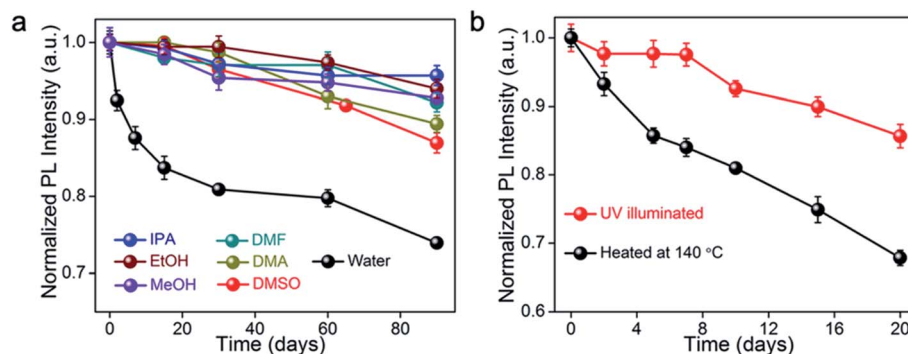 a
Normalized PL Intensity (a.u.)
1.0
0.9
0.8
0.7
IPA
EtOH
MeOH
DMF
DMA
DMSO
Water
0 20 40 60 80
Time (days)
b
Normalized PL Intensity (a.u.)
1.0
0.9
0.8
0.7
0.6
UV illuminated
Heated at 140 °C
0 4 8 12 16 20
Time (days)